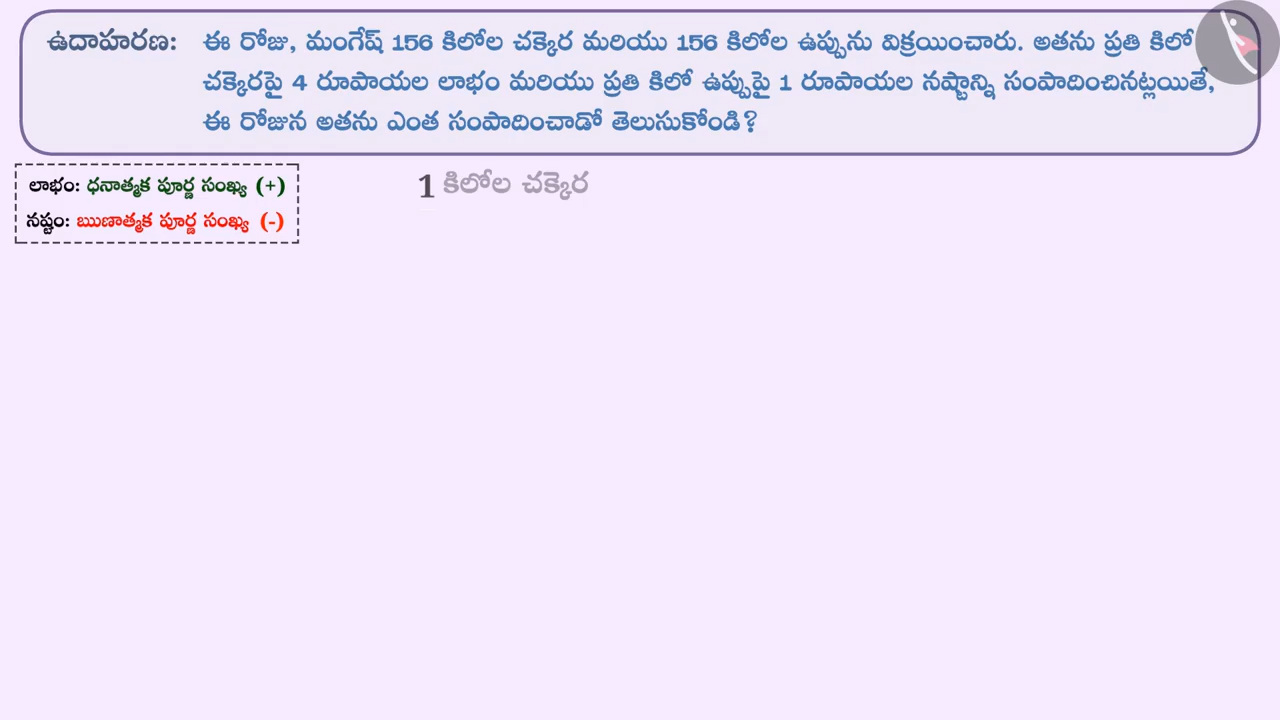 ఉదాహరణ: ఈ రోజు, మంగేష్ 156 కిలోల చక్కెర మరియు 156 కిలోల ఉప్పును విక్రయించారు. అతను ప్రతి కిలో
చక్కెరపై 4 రూపాయల లాభం మరియు ప్రతి కిలో ఉప్పుపై 1 రూపాయల నష్టాన్ని సంపాదించినట్లయితే,
ఈ రోజున అతను ఎంత సంపాదించాడో తెలుసుకోండి?
లాభం: ధనాత్మక పూర్ణ సంఖ్య (+)
నష్టం: ఋణాత్మక పూర్ణ సంఖ్య (-)
1 కిలోల చక్కెర